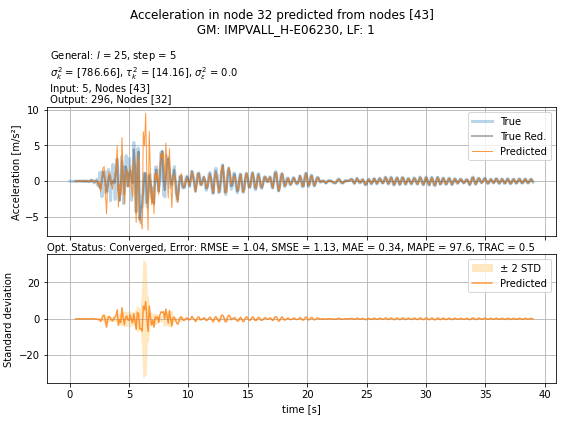 Acceleration in node 32 predicted from nodes [43]
GM: IMPVALL_H-E06230, LF: 1
General: l = 25, step = 5
σ²ₖ = [786.66], τ²ₖ = [14.16], σ²ε = 0.0
Input: 5, Nodes [43]
Output: 296, Nodes [32]
10
5
0
−5
Acceleration [m/s²]
True
True Red.
Predicted
Opt. Status: Converged, Error: RMSE = 1.04, SMSE = 1.13, MAE = 0.34, MAPE = 97.6, TRAC = 0.5
20
0
−20
Standard deviation
± 2 STD
Predicted
0 5 10 15 20 25 30 35 40
time [s]